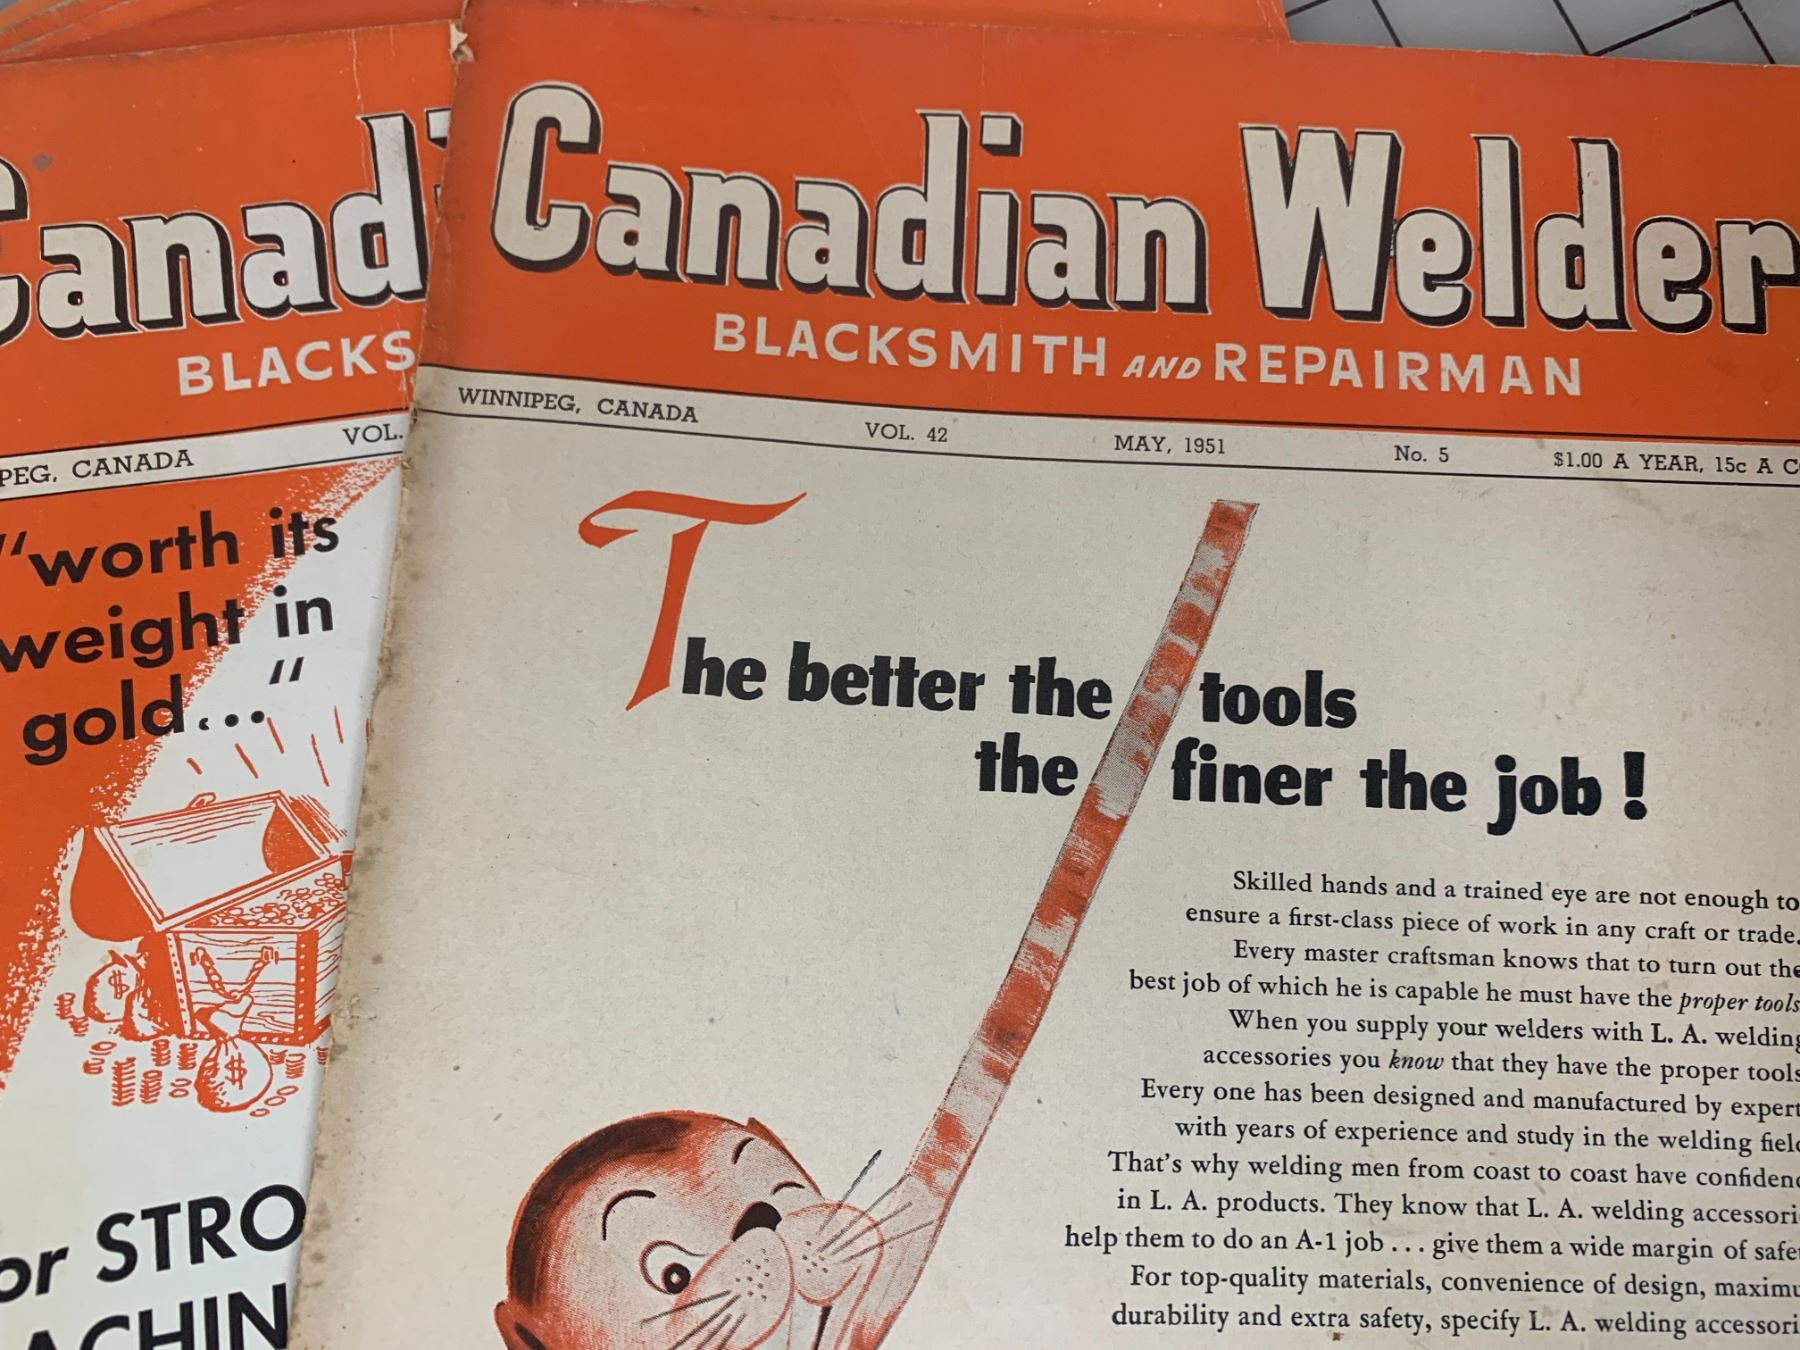 Canadian Welder
BLACKSMITH AND REPAIRMAN
WINNIPEG, CANADA VOL. 42 MAY, 1951 No. 5 $1.00 A YEAR, 15c A
The better the tools
the finer the job!
Skilled hands and a trained eye are not enough to
ensure a first-class piece of work in any craft or trade.
Every master craftsman knows that to turn out the
best job of which he is capable he must have the proper tools
When you supply your welders with L. A. welding
accessories you know that they have the proper tools
Every one has been designed and manufactured by expert
with years of experience and study in the welding field
That's why welding men from coast to coast have confidenc
in L. A. products. They know that L. A. welding accessori
help them to do an A-1 job... give them a wide margin of safet
For top-quality materials, convenience of design, maximu
durability and extra safety, specify L. A. welding accessori
Canadi
BLACKS
PEG, CANADA VOL.
"worth its
weight in
gold..."
$
$
or STRO
ACHIN